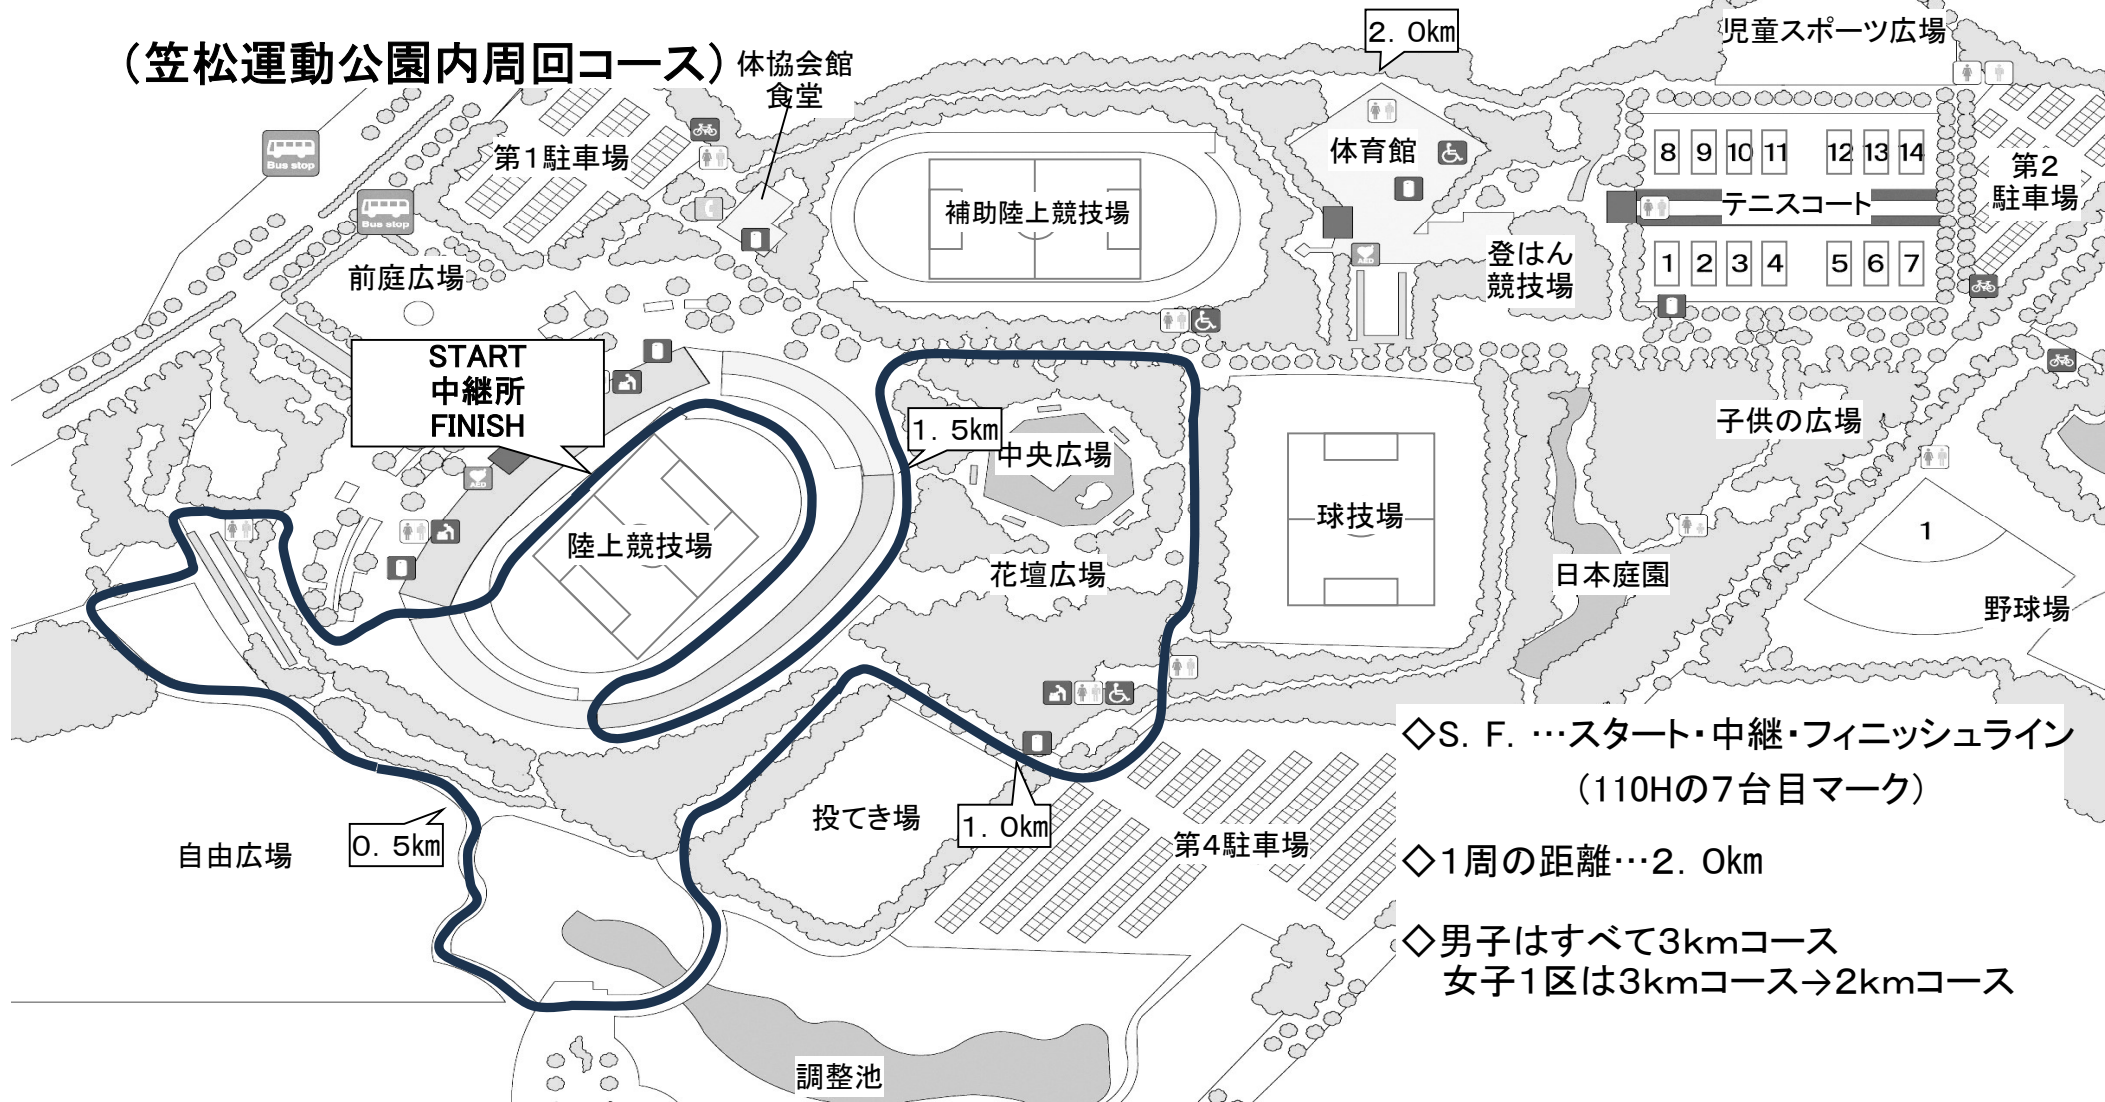 （笠松運動公園内周回コース）
体協会館
食堂
2．0km
児童スポーツ広場
Bus stop
第1駐車場
体育館
8 9 10 11 12 13 14
第2
駐車場
Bus stop
補助陸上競技場
テニスコート
前庭広場
AED
登はん
競技場
1 2 3 4 5 6 7
START
中継所
FINISH
1．5km
中央広場
子供の広場
AED
陸上競技場
球技場
1
花壇広場
日本庭園
野球場
◇S．F．…スタート・中継・フィニッシュライン
（110Hの７台目マーク）
0．5km
投てき場
1．0km
第4駐車場
自由広場
◇１周の距離…２．０km
◇男子はすべて３ｋｍコース
女子１区は３ｋｍコース→２ｋｍコース
調整池